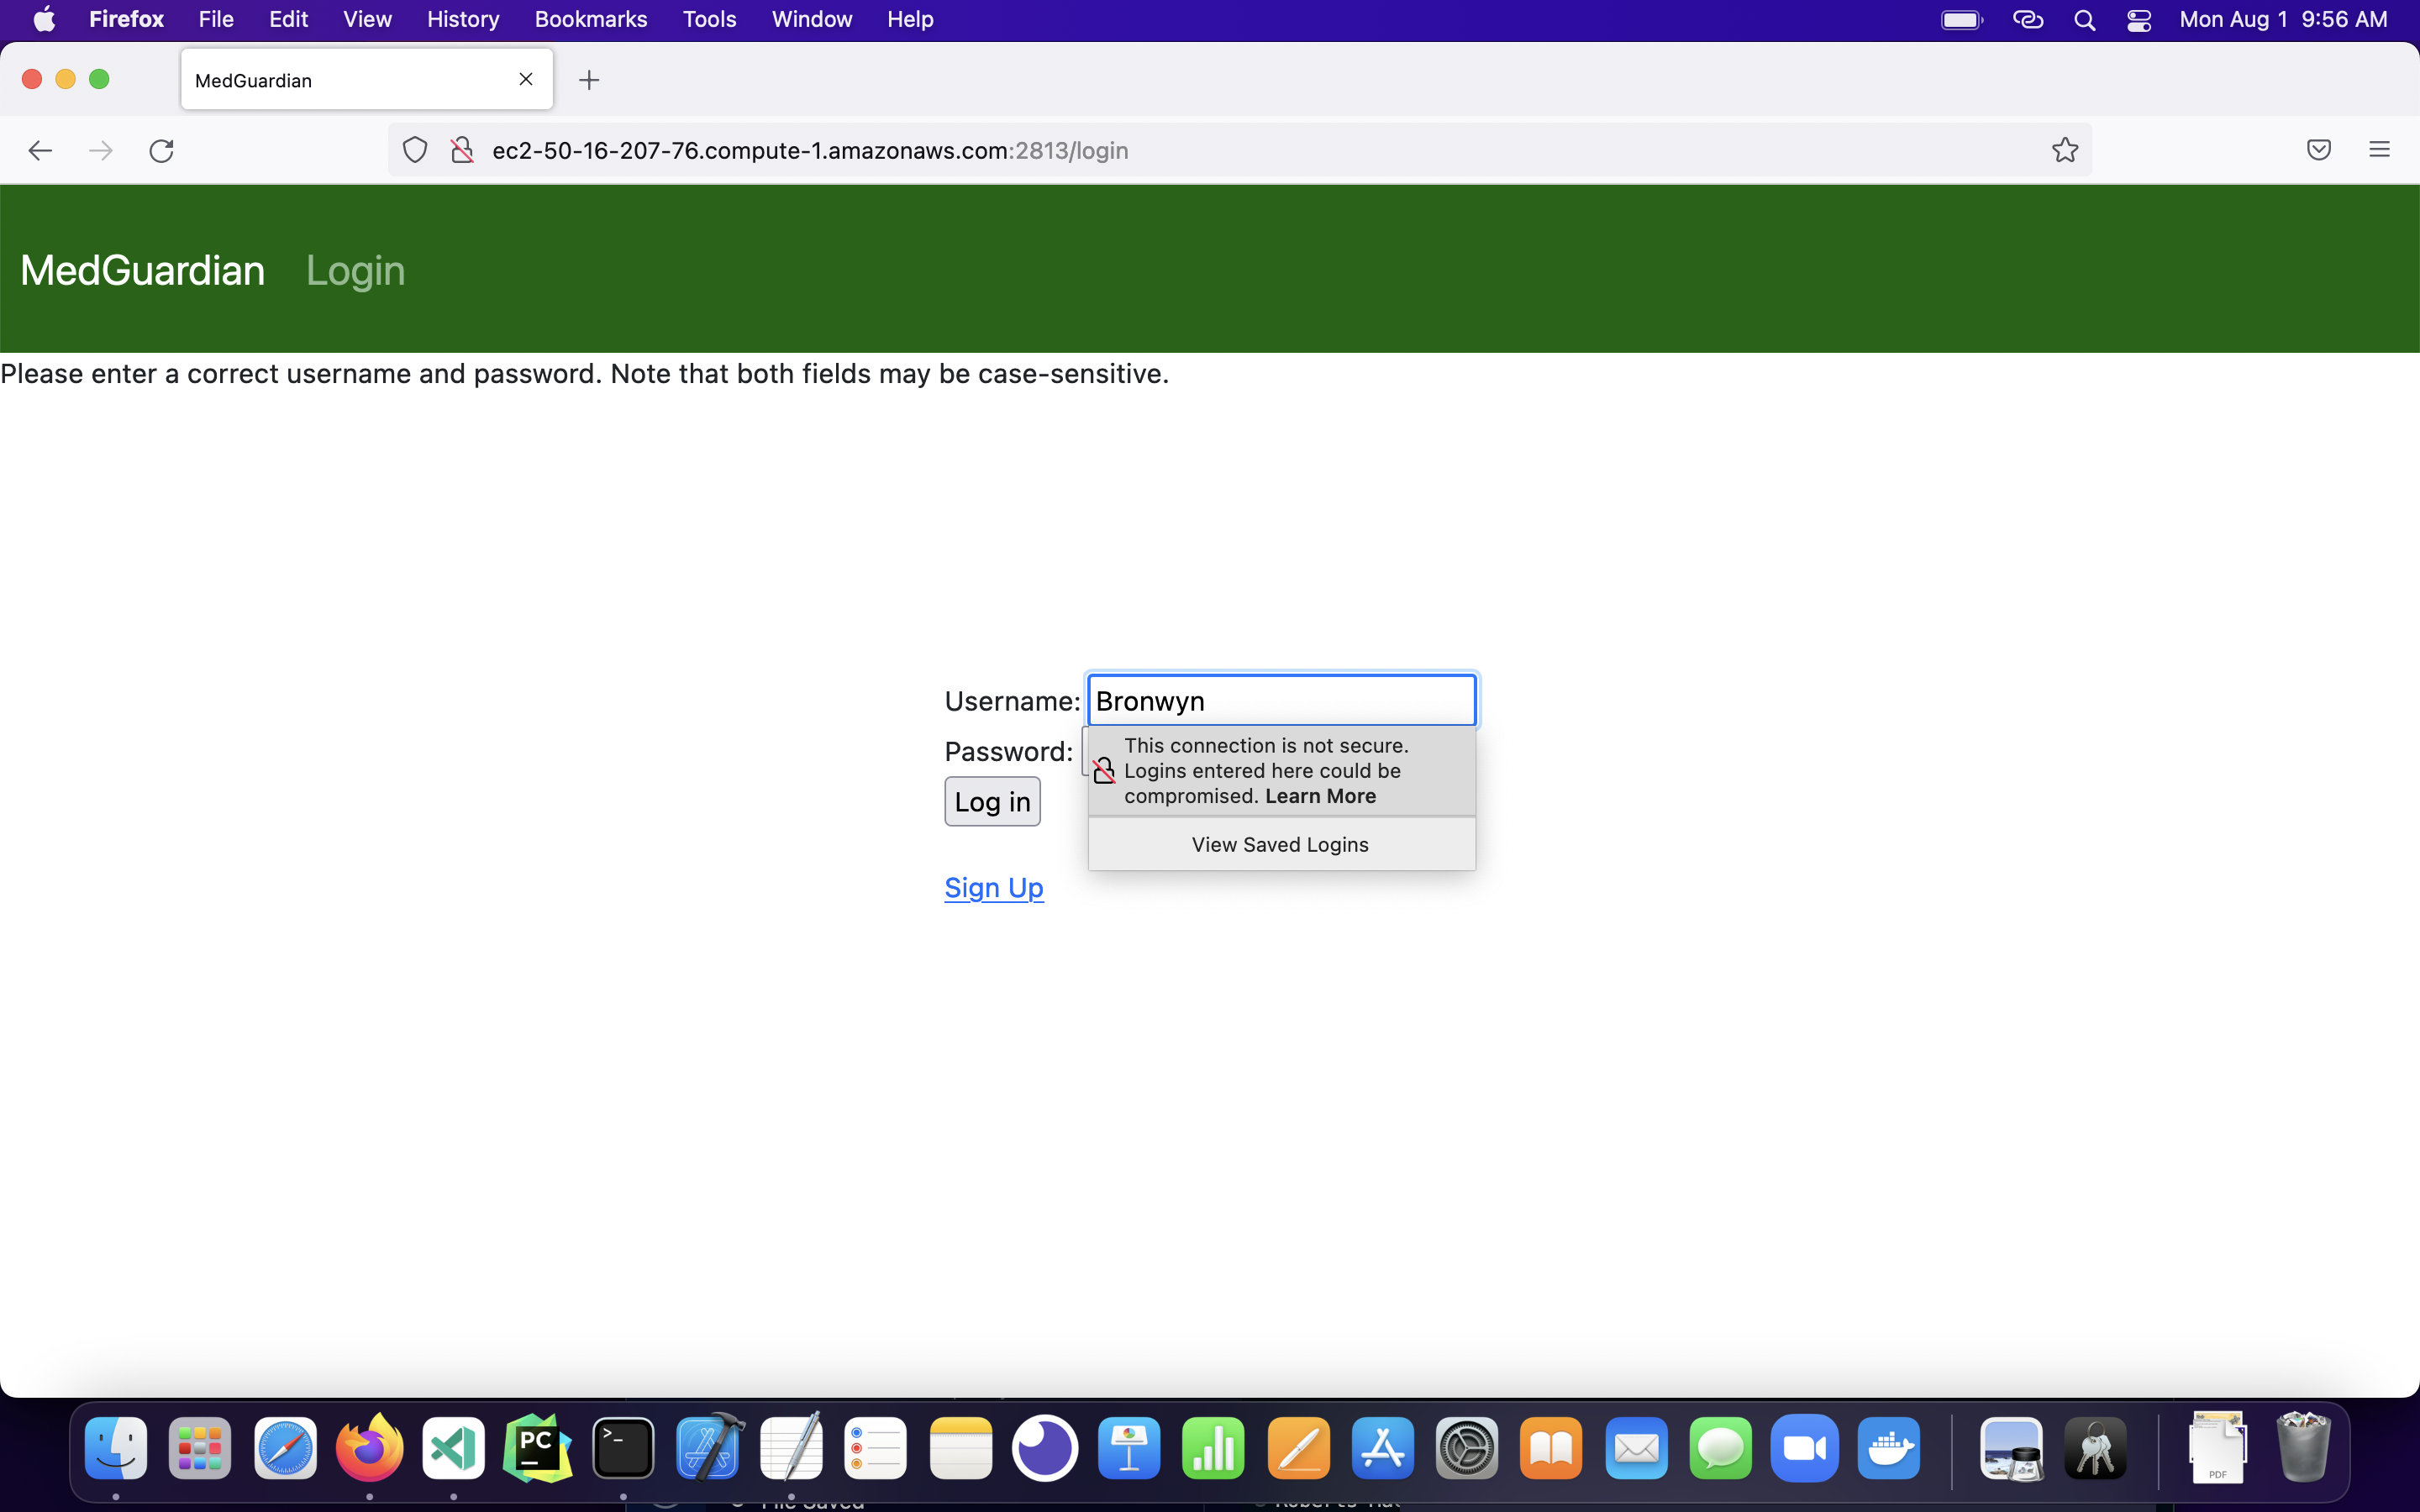 Firefox File Edit View History Bookmarks Tools Window Help Mon Aug 1 9:56 AM
MedGuardian
ec2-50-16-207-76.compute-1.amazonaws.com:2813/login
MedGuardian Login
Please enter a correct username and password. Note that both fields may be case-sensitive.
Username: Bronwyn
Password:
This connection is not secure.
Logins entered here could be
compromised. Learn More
Log in
View Saved Logins
Sign Up
PC
>_
PDF
File Saved